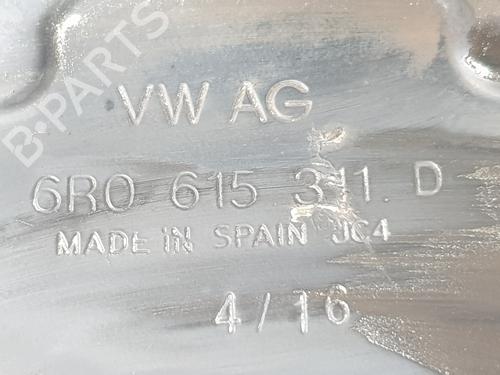 B-PARTS
VW AG
6R0 615 311 D
MADE IN SPAIN JC4
4/16